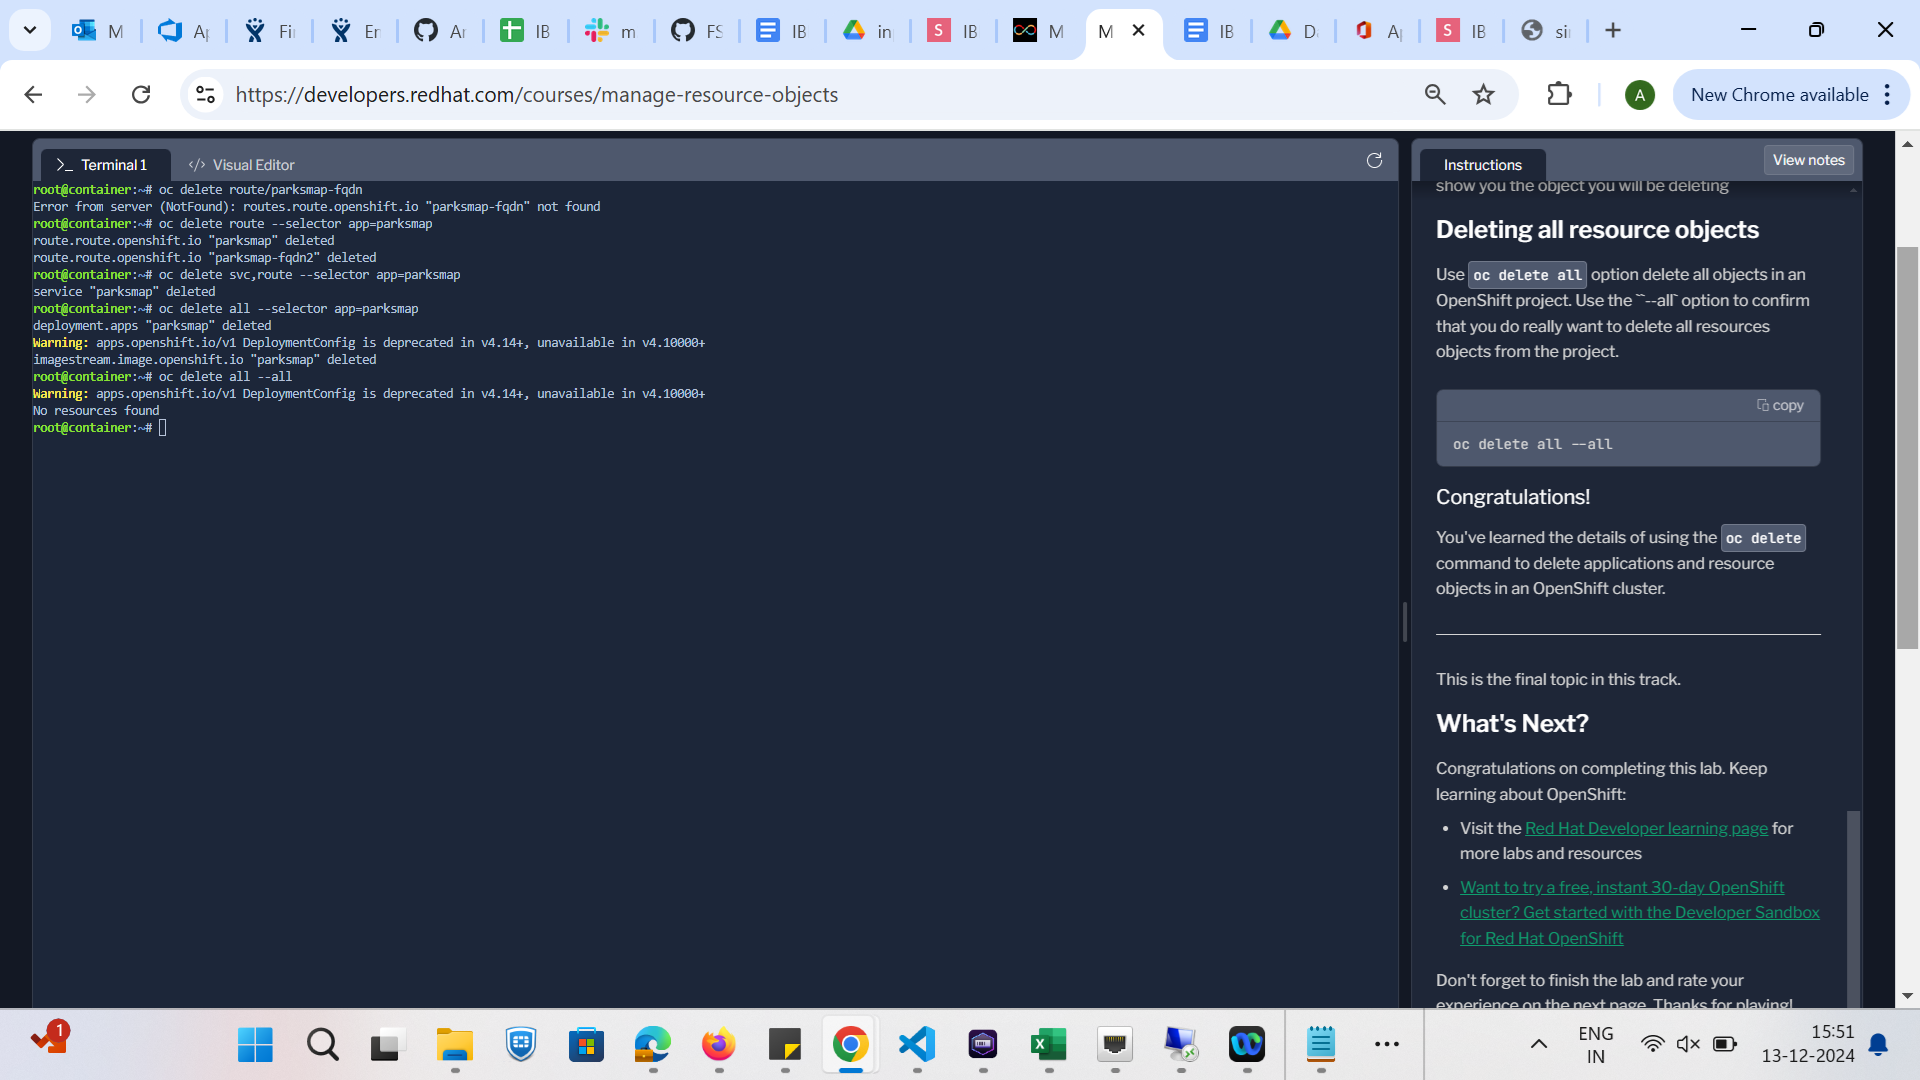 M
Ap
Fi
En
Ar
IB
m
FS
IB
in
S
IB
M
M
IB
D
Ap
S
IB
sii
https://developers.redhat.com/courses/manage-resource-objects
A
New Chrome available
>_ Terminal 1
</> Visual Editor
root@container:~# oc delete route/parksmap-fqdn
Error from server (NotFound): routes.route.openshift.io "parksmap-fqdn" not found
root@container:~# oc delete route --selector app=parksmap
route.route.openshift.io "parksmap" deleted
route.route.openshift.io "parksmap-fqdn2" deleted
root@container:~# oc delete svc,route --selector app=parksmap
service "parksmap" deleted
root@container:~# oc delete all --selector app=parksmap
deployment.apps "parksmap" deleted
Warning: apps.openshift.io/v1 DeploymentConfig is deprecated in v4.14+, unavailable in v4.10000+
imagestream.image.openshift.io "parksmap" deleted
root@container:~# oc delete all --all
Warning: apps.openshift.io/v1 DeploymentConfig is deprecated in v4.14+, unavailable in v4.10000+
No resources found
root@container:~#
Instructions
View notes
show you the object you will be deleting
Deleting all resource objects
Use oc delete all option delete all objects in an
OpenShift project. Use the ``--all` option to confirm
that you do really want to delete all resources
objects from the project.
copy
oc delete all --all
Congratulations!
You've learned the details of using the oc delete
command to delete applications and resource
objects in an OpenShift cluster.
This is the final topic in this track.
What's Next?
Congratulations on completing this lab. Keep
learning about OpenShift:
• Visit the Red Hat Developer learning page for
more labs and resources
• Want to try a free, instant 30-day OpenShift
cluster? Get started with the Developer Sandbox
for Red Hat OpenShift
Don't forget to finish the lab and rate your
experience on the next page. Thanks for playing!
1
ENG
IN
15:51
13-12-2024